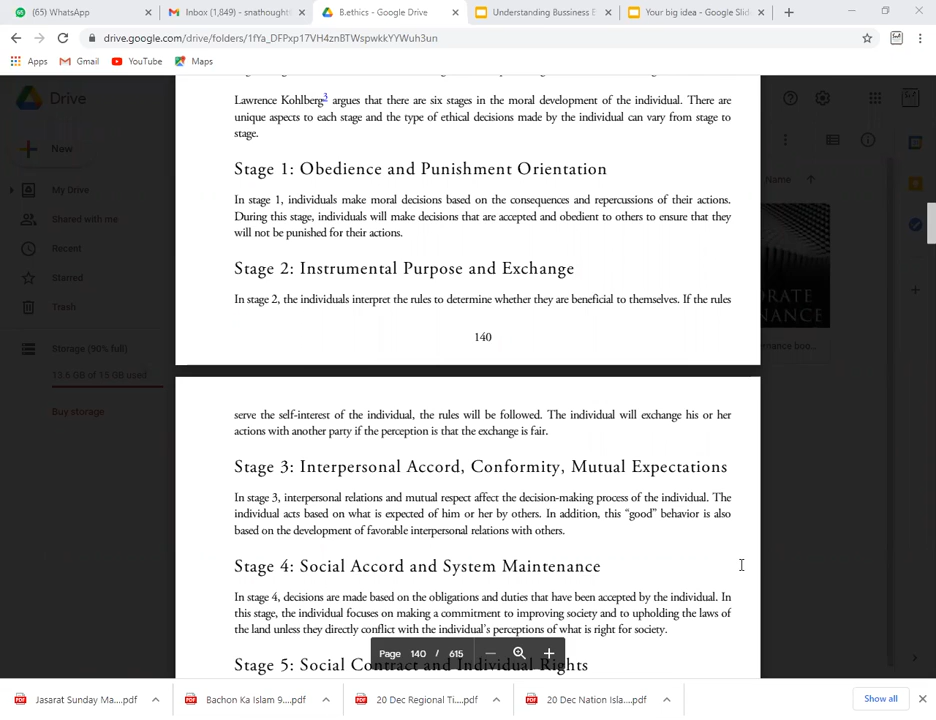 (65) WhatsApp
Inbox (1,849) - snathought
B.ethics - Google Drive
Understanding Bussiness E
Your big idea - Google Slid
drive.google.com/drive/folders/1fYa_DFPxp17VH4znBTWspwkkYYWuh3un
Apps
Gmail
YouTube
Maps
Drive
New
My Drive
Shared with me
Recent
Starred
Trash
Storage (90% full)
13.6 GB of 15 GB used
Buy storage
Name
Lawrence Kohlberg3 argues that there are six stages in the moral development of the individual. There are
unique aspects to each stage and the type of ethical decisions made by the individual can vary from stage to
stage.
Stage 1: Obedience and Punishment Orientation
In stage 1, individuals make moral decisions based on the consequences and repercussions of their actions.
During this stage, individuals will make decisions that are accepted and obedient to others to ensure that they
will not be punished for their actions.
Stage 2: Instrumental Purpose and Exchange
In stage 2, the individuals interpret the rules to determine whether they are beneficial to themselves. If the rules
140
serve the self-interest of the individual, the rules will be followed. The individual will exchange his or her
actions with another party if the perception is that the exchange is fair.
Stage 3: Interpersonal Accord, Conformity, Mutual Expectations
In stage 3, interpersonal relations and mutual respect affect the decision-making process of the individual. The
individual acts based on what is expected of him or her by others. In addition, this “good” behavior is also
based on the development of favorable interpersonal relations with others.
Stage 4: Social Accord and System Maintenance
In stage 4, decisions are made based on the obligations and duties that have been accepted by the individual. In
this stage, the individual focuses on making a commitment to improving society and to upholding the laws of
the land unless they directly conflict with the individual’s perceptions of what is right for society.
Stage 5: Social Contract and Individual Rights
Page 140 / 615
ORATE
NANCE
nance boo...
Jasarat Sunday Ma....pdf
Bachon Ka Islam 9....pdf
20 Dec Regional Ti....pdf
20 Dec Nation Isla....pdf
Show all